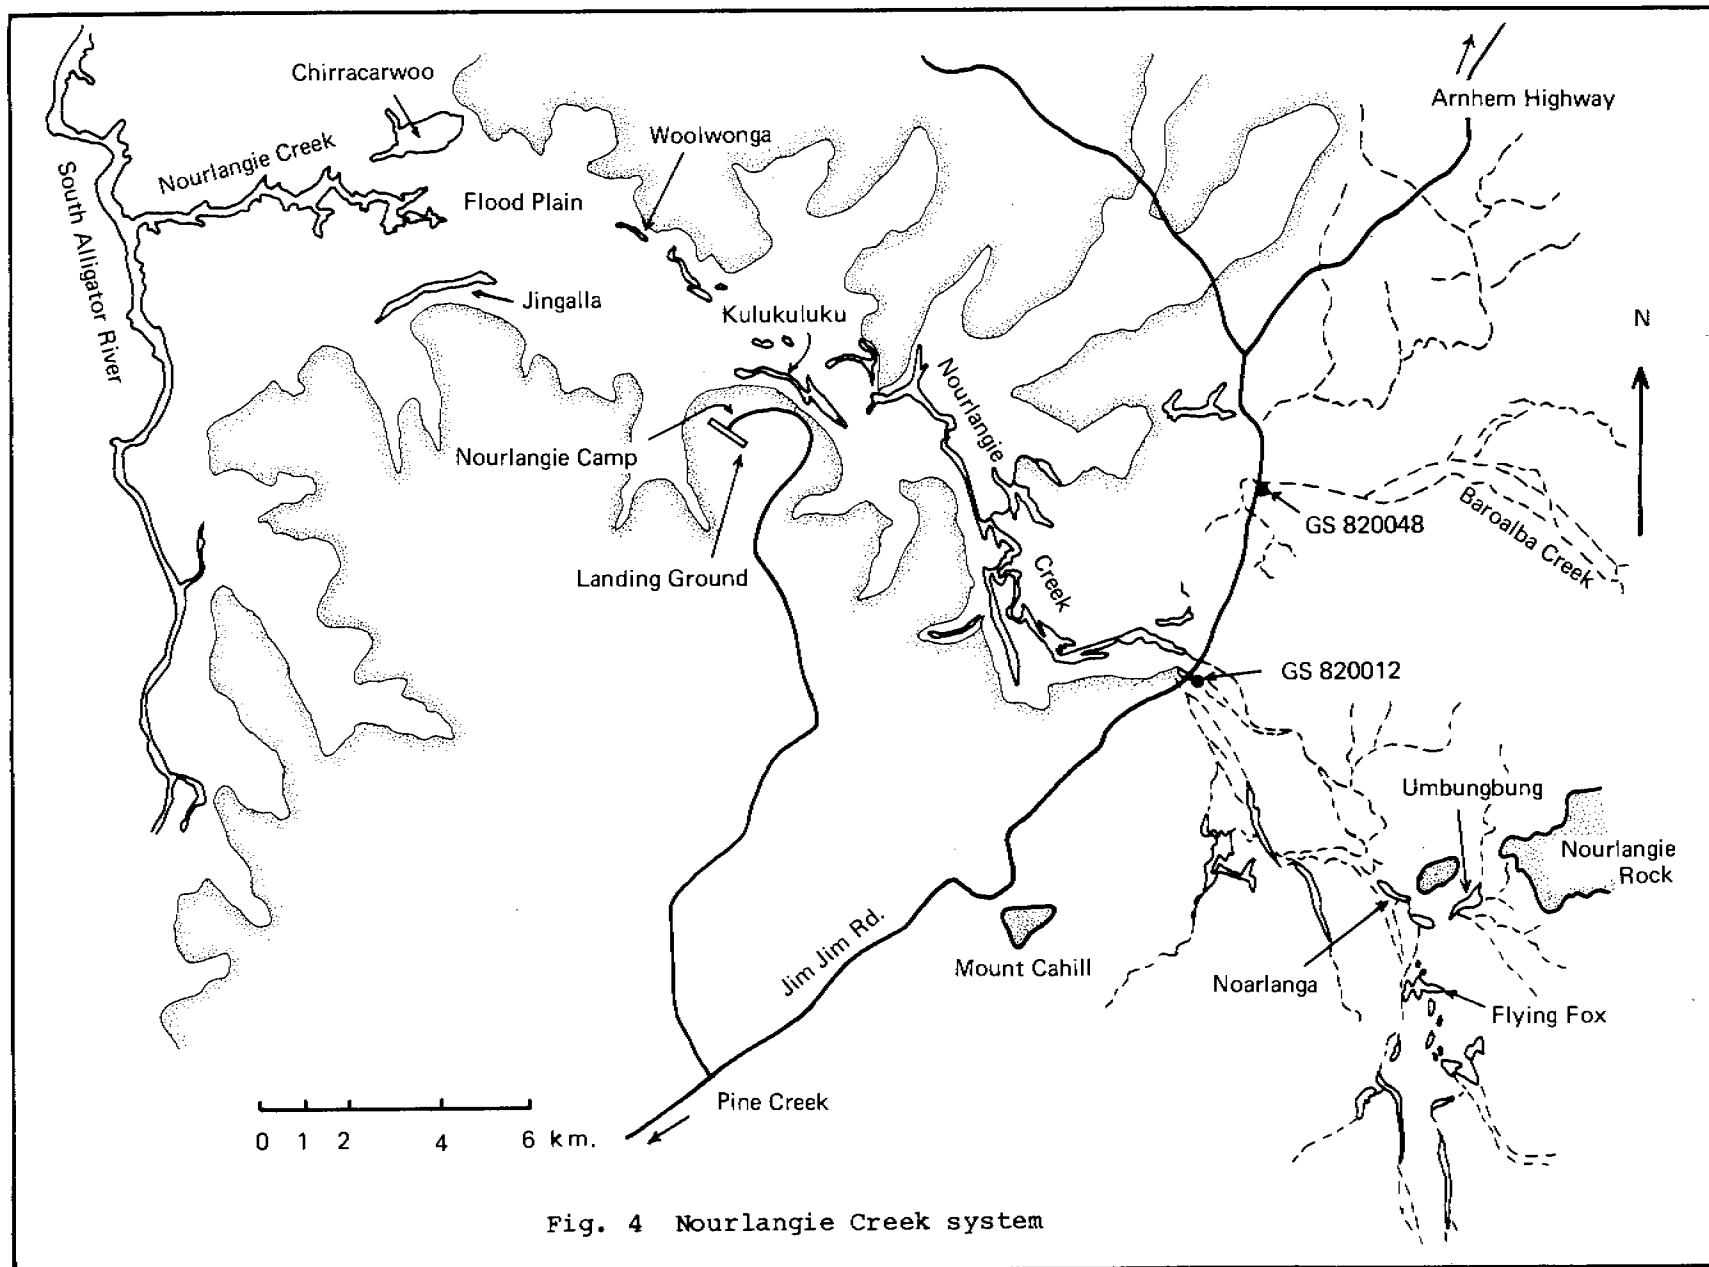 Chirracarwoo
Arnhem Highway
Woolwonga
Nourlangie Creek
South Alligator River
Flood Plain
Jingalla
Kulukuluku
N
Nourlangie
Creek
Nourlangie Camp
Baroalba Creek
GS 820048
Landing Ground
GS 820012
Umbungbung
Nourlangie
Rock
Jim Jim Rd.
Mount Cahill
Noarlanga
Flying Fox
Pine Creek
0 1 2 4 6 km.
Fig. 4 Nourlangie Creek system